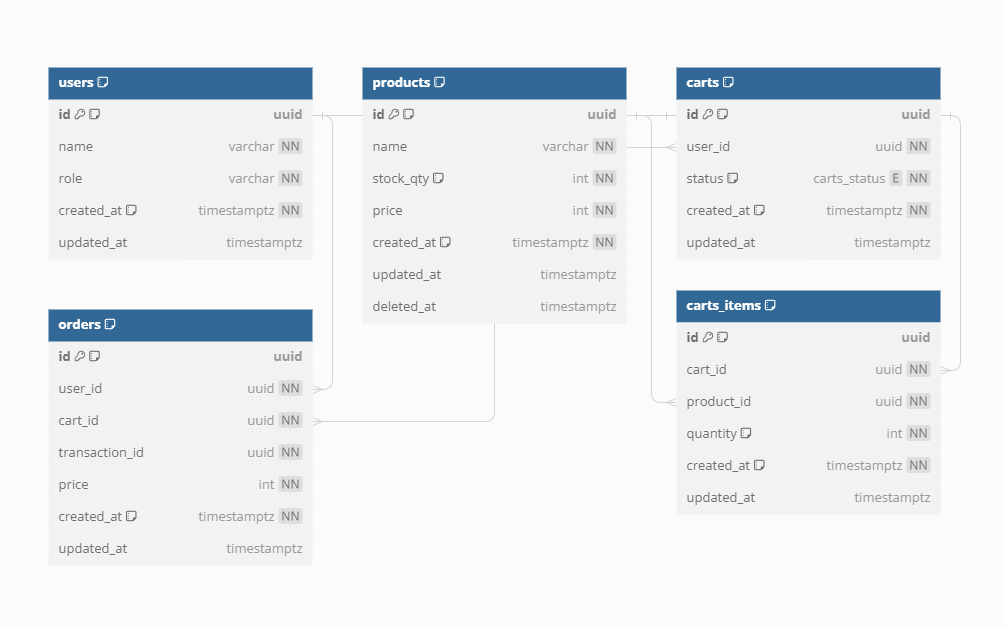 users
id uuid
name varchar NN
role varchar NN
created_at timestamptz NN
updated_at timestamptz
products
id uuid
name varchar NN
stock_qty int NN
price int NN
created_at timestamptz NN
updated_at timestamptz
deleted_at timestamptz
carts
id uuid
user_id uuid NN
status carts_status E NN
created_at timestamptz NN
updated_at timestamptz
orders
id uuid
user_id uuid NN
cart_id uuid NN
transaction_id uuid NN
price int NN
created_at timestamptz NN
updated_at timestamptz
carts_items
id uuid
cart_id uuid NN
product_id uuid NN
quantity int NN
created_at timestamptz NN
updated_at timestamptz